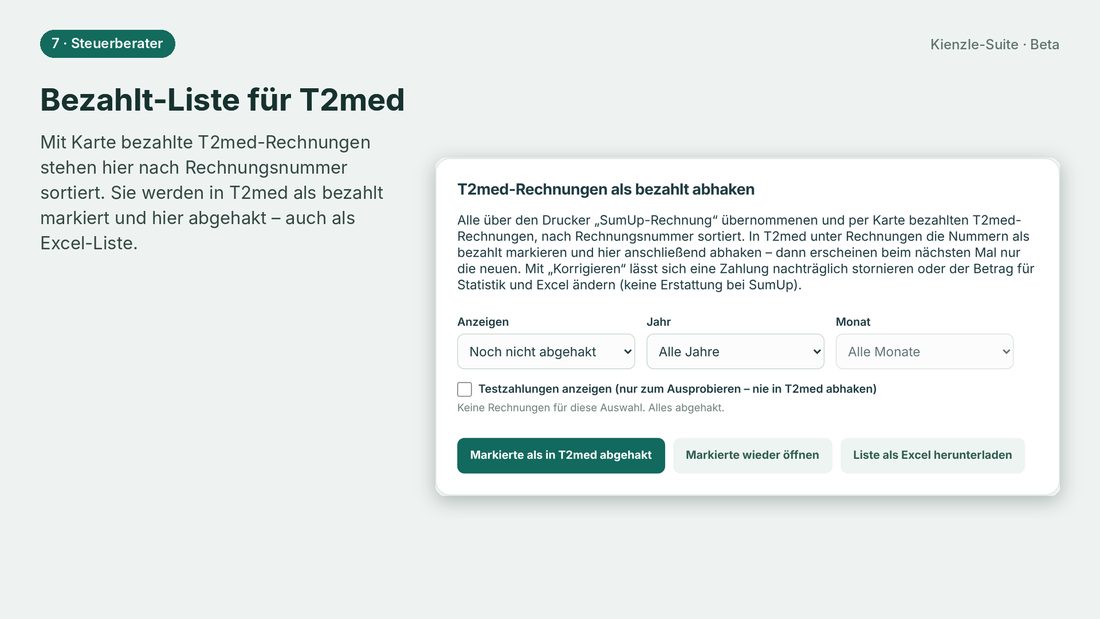 7 · Steuerberater
Kienzle-Suite · Beta
Bezahlt-Liste für T2med
Mit Karte bezahlte T2med-Rechnungen
stehen hier nach Rechnungsnummer
sortiert. Sie werden in T2med als bezahlt
markiert und hier abgehakt – auch als
Excel-Liste.
T2med-Rechnungen als bezahlt abhaken
Alle über den Drucker „SumUp-Rechnung“ übernommenen und per Karte bezahlten T2med-
Rechnungen, nach Rechnungsnummer sortiert. In T2med unter Rechnungen die Nummern als
bezahlt markieren und hier anschließend abhaken – dann erscheinen beim nächsten Mal nur
die neuen. Mit „Korrigieren“ lässt sich eine Zahlung nachträglich stornieren oder der Betrag für
Statistik und Excel ändern (keine Erstattung bei SumUp).
Anzeigen Jahr Monat
Noch nicht abgehakt Alle Jahre Alle Monate
Testzahlungen anzeigen (nur zum Ausprobieren – nie in T2med abhaken)
Keine Rechnungen für diese Auswahl. Alles abgehakt.
Markierte als in T2med abgehakt Markierte wieder öffnen Liste als Excel herunterladen